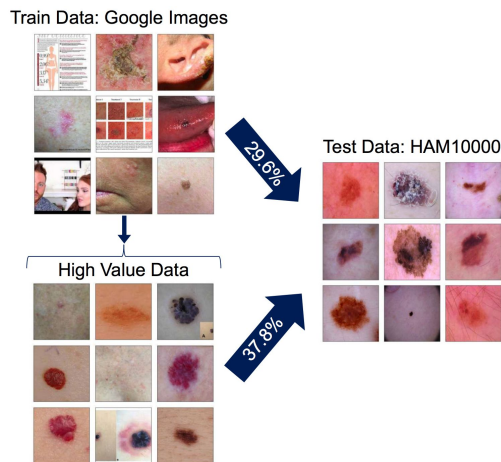 Train Data: Google Images
29.6%
Test Data: HAM10000
High Value Data
37.8%
A